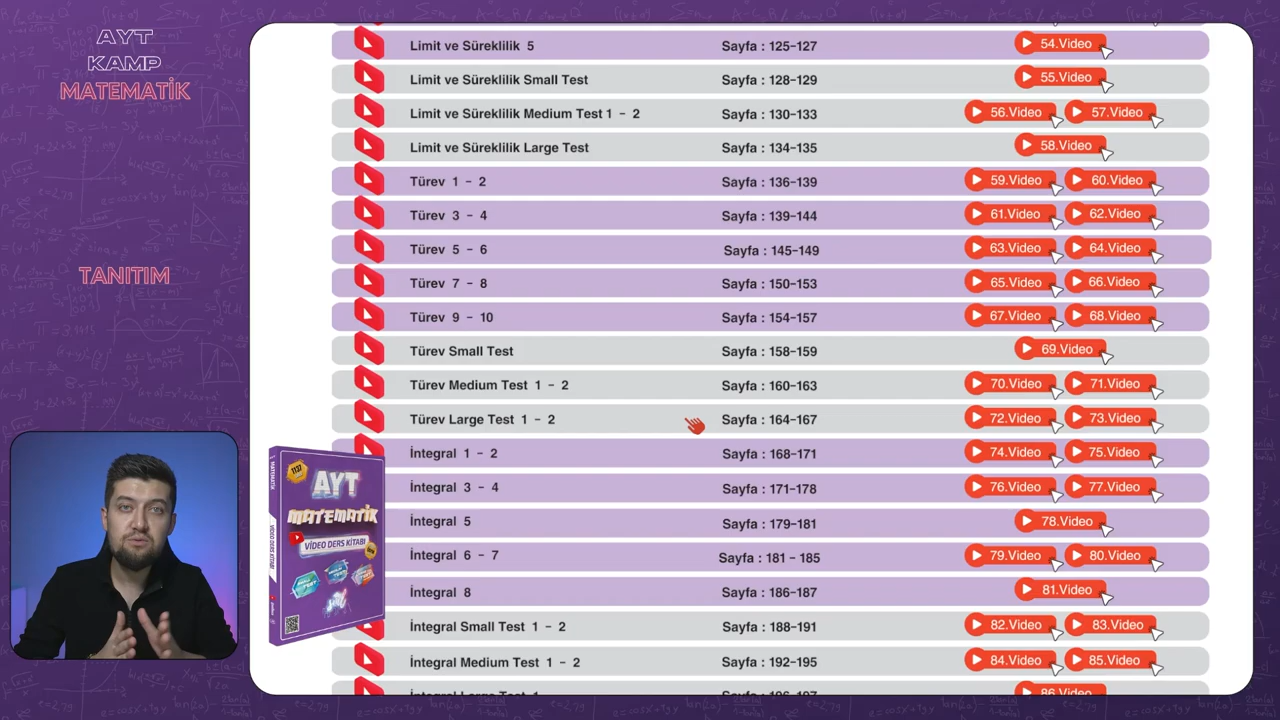 AYT
KAMP
MATEMATİK
TANITIM
Limit ve Süreklilik 5 Sayfa : 125-127 54.Video
Limit ve Süreklilik Small Test Sayfa : 128-129 55.Video
Limit ve Süreklilik Medium Test 1 - 2 Sayfa : 130-133 56.Video 57.Video
Limit ve Süreklilik Large Test Sayfa : 134-135 58.Video
Türev 1 - 2 Sayfa : 136-139 59.Video 60.Video
Türev 3 - 4 Sayfa : 139-144 61.Video 62.Video
Türev 5 - 6 Sayfa : 145-149 63.Video 64.Video
Türev 7 - 8 Sayfa : 150-153 65.Video 66.Video
Türev 9 - 10 Sayfa : 154-157 67.Video 68.Video
Türev Small Test Sayfa : 158-159 69.Video
Türev Medium Test 1 - 2 Sayfa : 160-163 70.Video 71.Video
Türev Large Test 1 - 2 Sayfa : 164-167 72.Video 73.Video
İntegral 1 - 2 Sayfa : 168-171 74.Video 75.Video
İntegral 3 - 4 Sayfa : 171-178 76.Video 77.Video
İntegral 5 Sayfa : 179-181 78.Video
İntegral 6 - 7 Sayfa : 181 - 185 79.Video 80.Video
İntegral 8 Sayfa : 186-187 81.Video
İntegral Small Test 1 - 2 Sayfa : 188-191 82.Video 83.Video
İntegral Medium Test 1 - 2 Sayfa : 192-195 84.Video 85.Video
İntegral Large Test 1 Sayfa : 196-197 86.Video
AYT
MATEMATİK
VİDEO DERS KİTABI